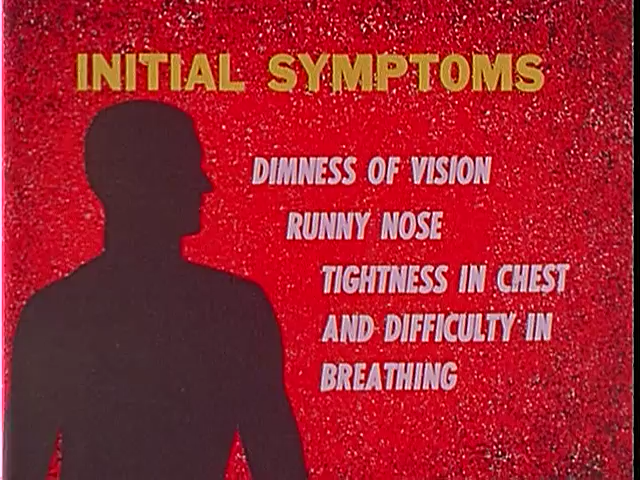 INITIAL SYMPTOMS
DIMNESS OF VISION
RUNNY NOSE
TIGHTNESS IN CHEST
AND DIFFICULTY IN
BREATHING